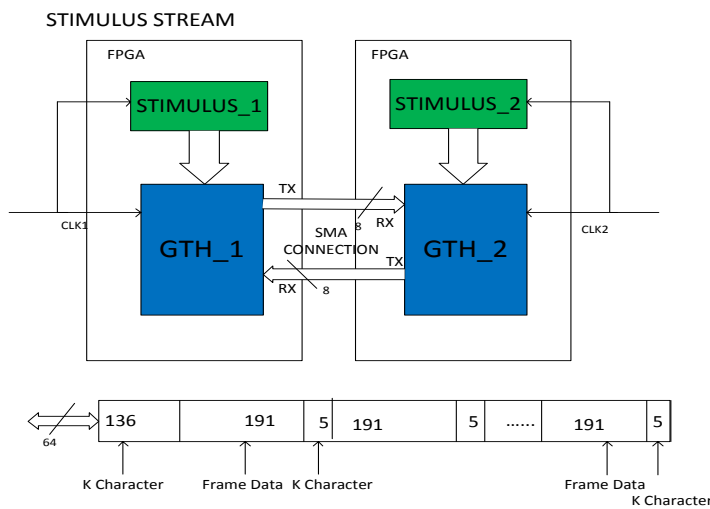 STIMULUS STREAM
FPGA
FPGA
STIMULUS_1
STIMULUS_2
TX
8
RX
CLK1
SMA
CONNECTION
CLK2
GTH_1
GTH_2
TX
RX
8
136
191
5
191
5
......
191
5
64
K Character
Frame Data
K Character
Frame Data
K Character